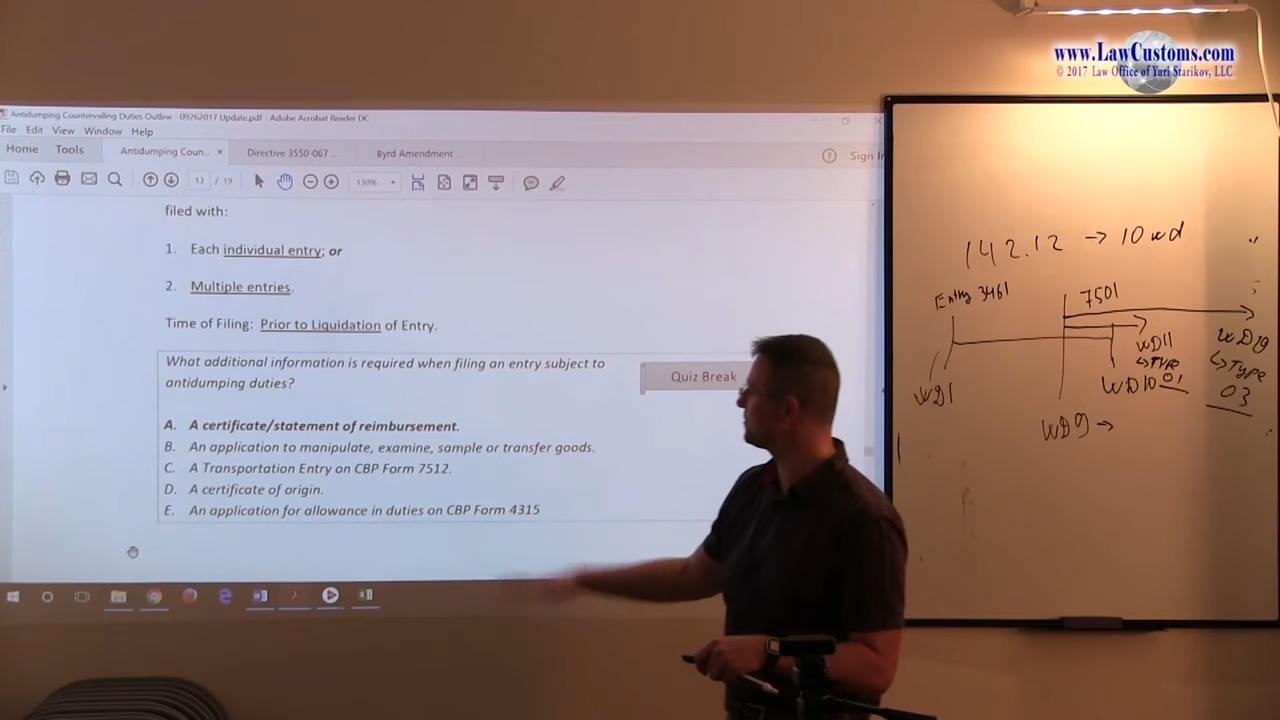 www.LawCustoms.com
© 2017 Law Office of Yuri Starikov, LLC
Antidumping Countervailing Duties Outline - 09262017 Update.pdf - Adobe Acrobat Reader DC
File Edit View Window Help
Home Tools Antidumping Coun... × Directive 3550-067 ... Byrd Amendment ... Sign In
13 / 19 130%
filed with:
1. Each individual entry; or
2. Multiple entries.
Time of Filing: Prior to Liquidation of Entry.
What additional information is required when filing an entry subject to
antidumping duties?
Quiz Break
A. A certificate/statement of reimbursement.
B. An application to manipulate, examine, sample or transfer goods.
C. A Transportation Entry on CBP Form 7512.
D. A certificate of origin.
E. An application for allowance in duties on CBP Form 4315
142.12 → 10 wd
Entry 3461
7501
WD1
WD11
↳ Type
01
WD10
WD19
↳ Type
03
WD9 →